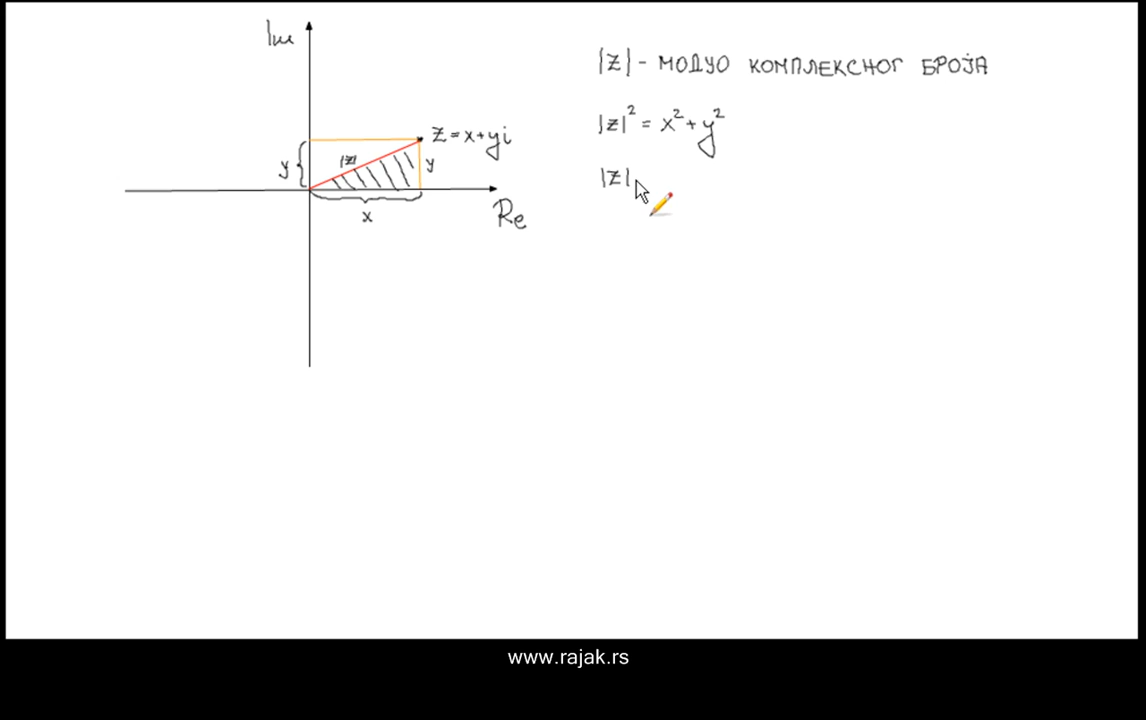 Im
|z| - МОДУО КОМПЛЕКСНОГ БРОЈА
|z|² = x² + y²
z = x + yi
y
|z|
y
|z|
x
Re
www.rajak.rs